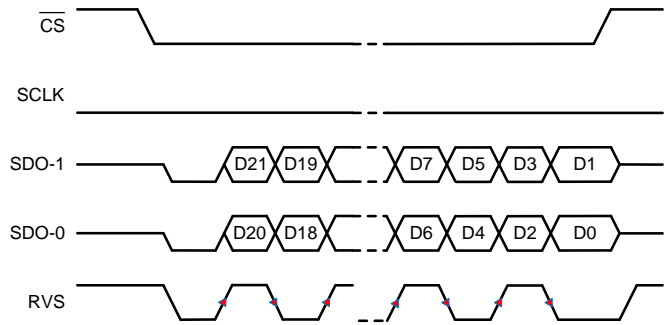 CS
SCLK
SDO-1 D21 D19 D7 D5 D3 D1
SDO-0 D20 D18 D6 D4 D2 D0
RVS